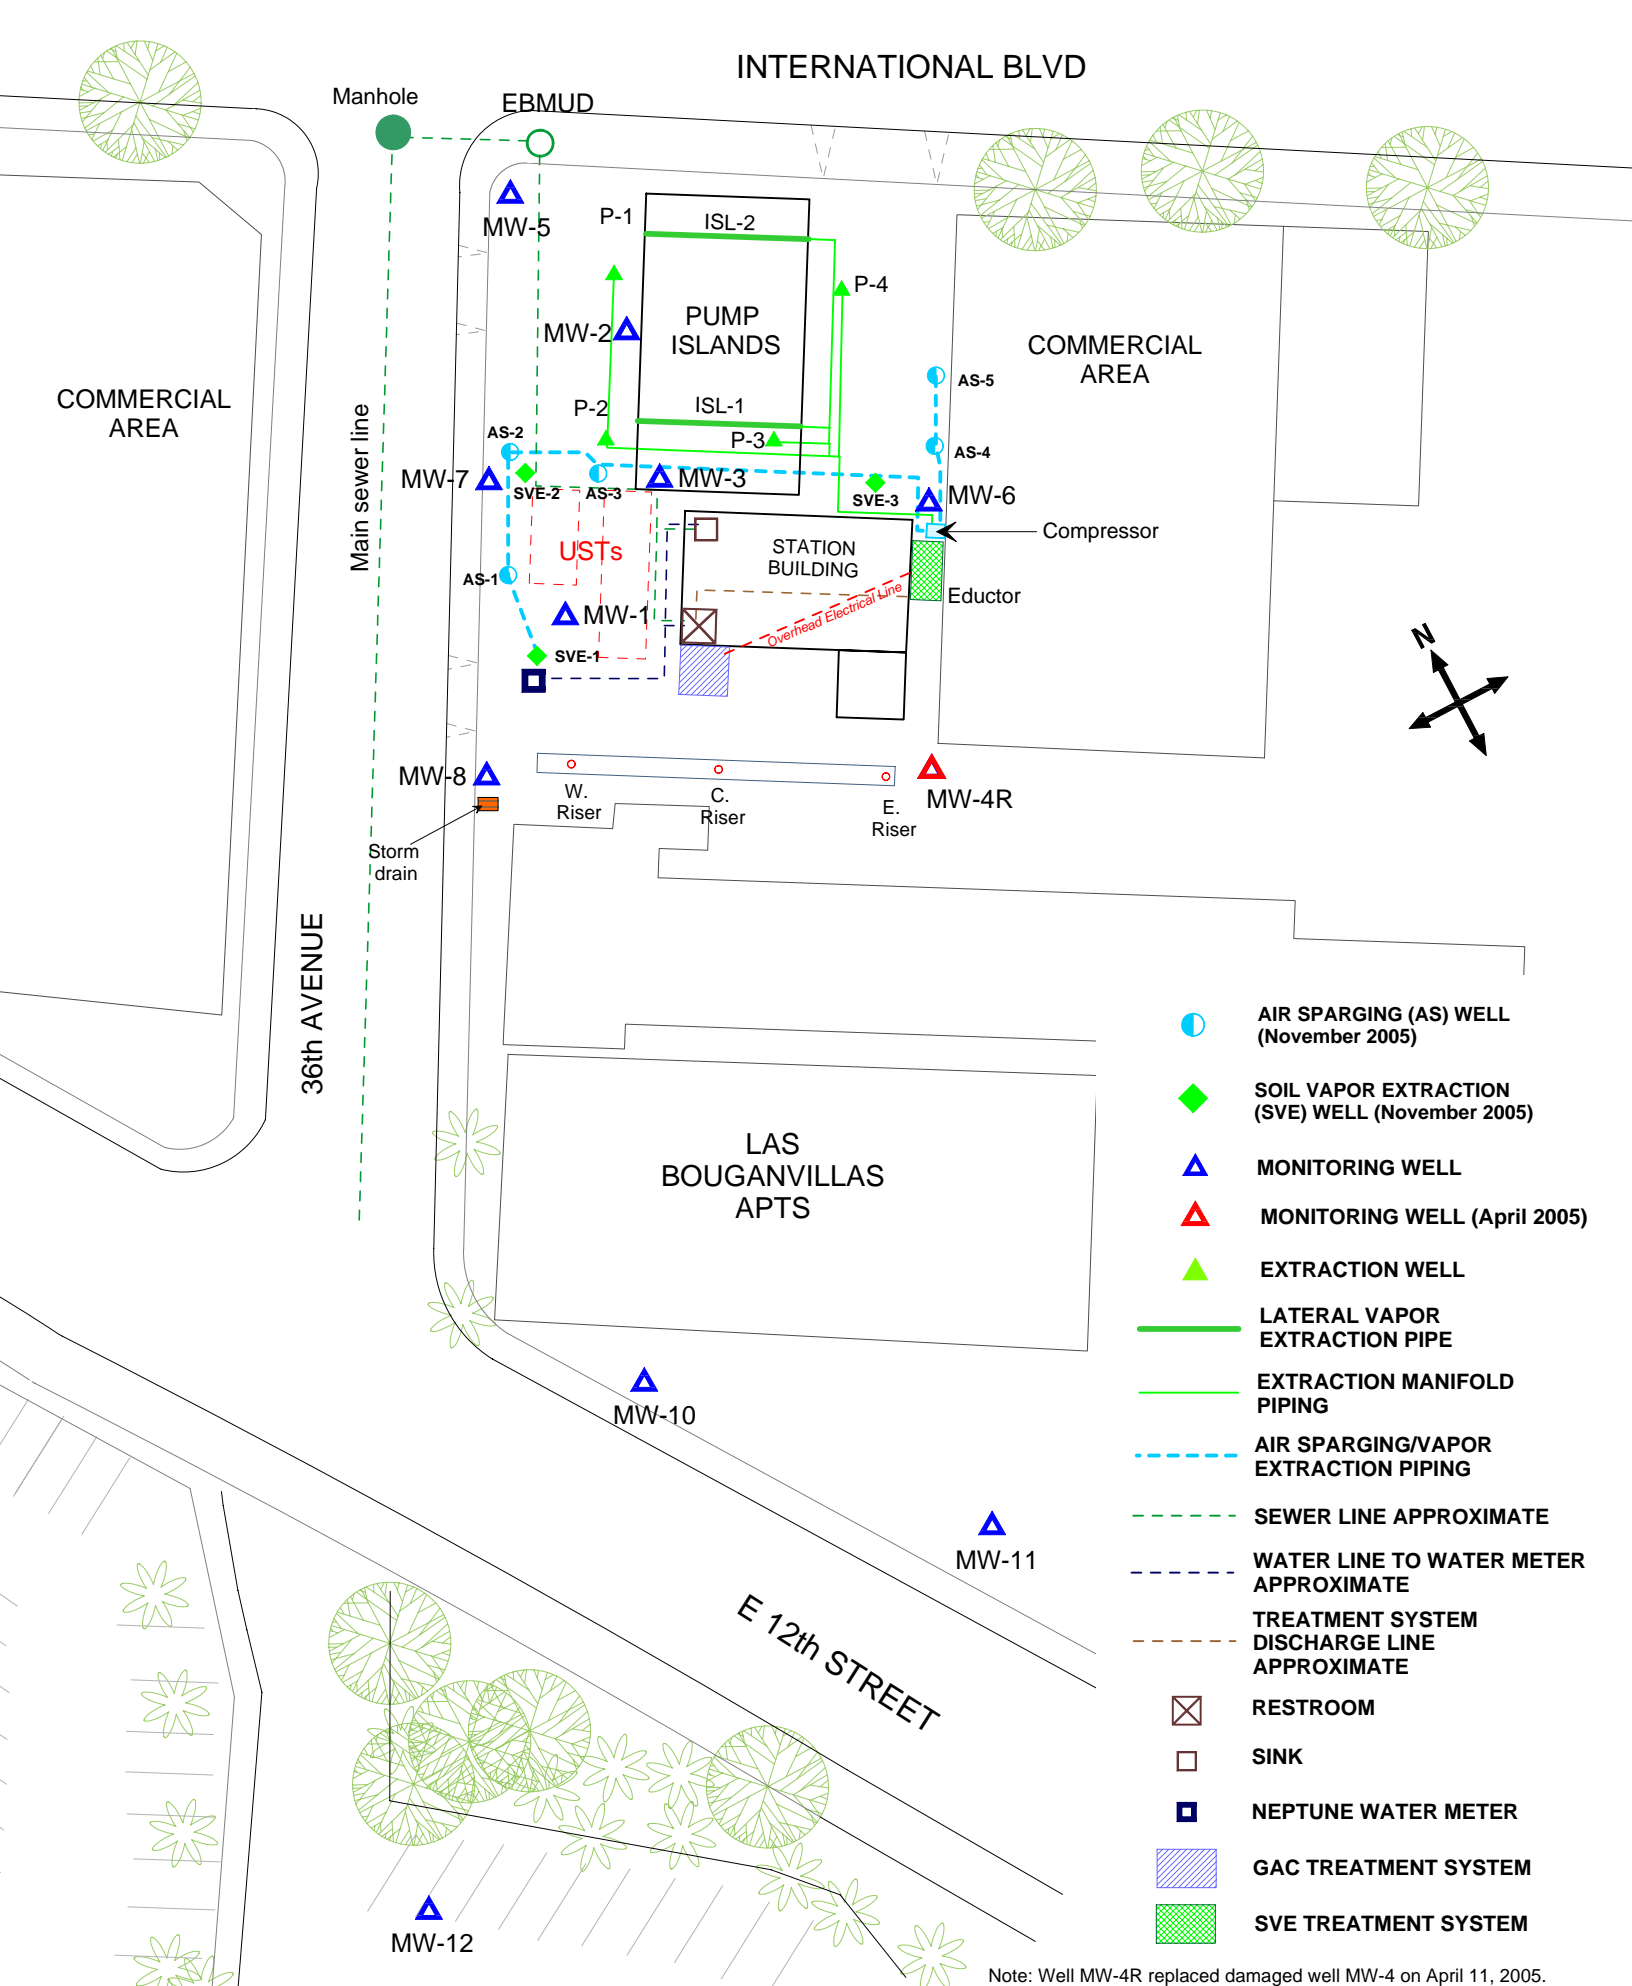 INTERNATIONAL BLVD
Manhole
EBMUD
MW-5
P-1
ISL-2
P-4
MW-2
PUMP
ISLANDS
COMMERCIAL
AREA
COMMERCIAL
AREA
AS-5
P-2
ISL-1
P-3
AS-2
AS-4
Main sewer line
MW-7
SVE-2
AS-3
MW-3
SVE-3
MW-6
Compressor
USTs
STATION
BUILDING
AS-1
Eductor
Overhead Electrical Line
MW-1
SVE-1
N
MW-8
W.
Riser
C.
Riser
E.
Riser
MW-4R
Storm
drain
36th AVENUE
LAS
BOUGANVILLAS
APTS
MW-10
MW-11
E 12th STREET
MW-12
AIR SPARGING (AS) WELL
(November 2005)
SOIL VAPOR EXTRACTION
(SVE) WELL (November 2005)
MONITORING WELL
MONITORING WELL (April 2005)
EXTRACTION WELL
LATERAL VAPOR
EXTRACTION PIPE
EXTRACTION MANIFOLD
PIPING
AIR SPARGING/VAPOR
EXTRACTION PIPING
SEWER LINE APPROXIMATE
WATER LINE TO WATER METER
APPROXIMATE
TREATMENT SYSTEM
DISCHARGE LINE
APPROXIMATE
RESTROOM
SINK
NEPTUNE WATER METER
GAC TREATMENT SYSTEM
SVE TREATMENT SYSTEM
Note: Well MW-4R replaced damaged well MW-4 on April 11, 2005.